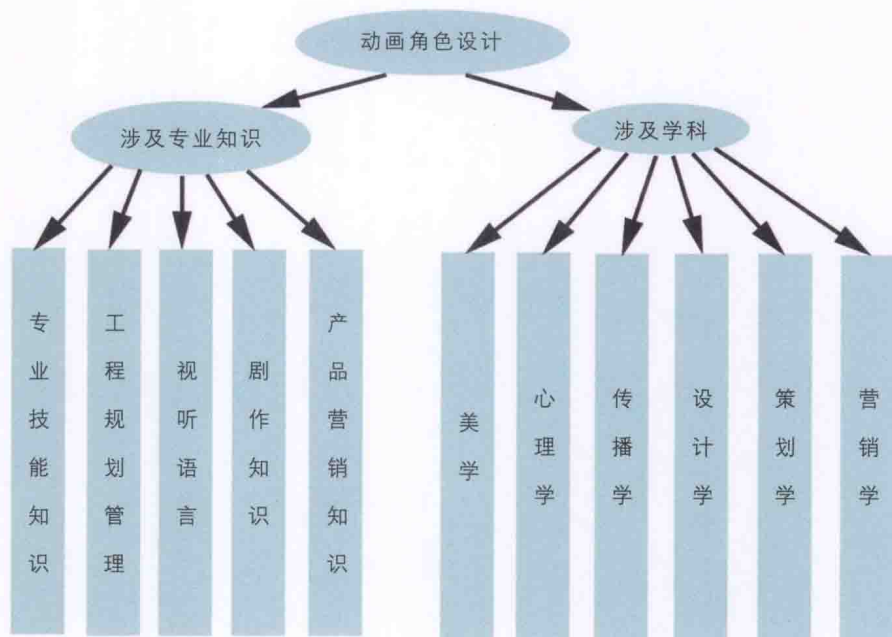 动画角色设计
涉及专业知识
涉及学科
专业技能知识
工程规划管理
视听语言
剧作知识
产品营销知识
美学
心理学
传播学
设计学
策划学
营销学